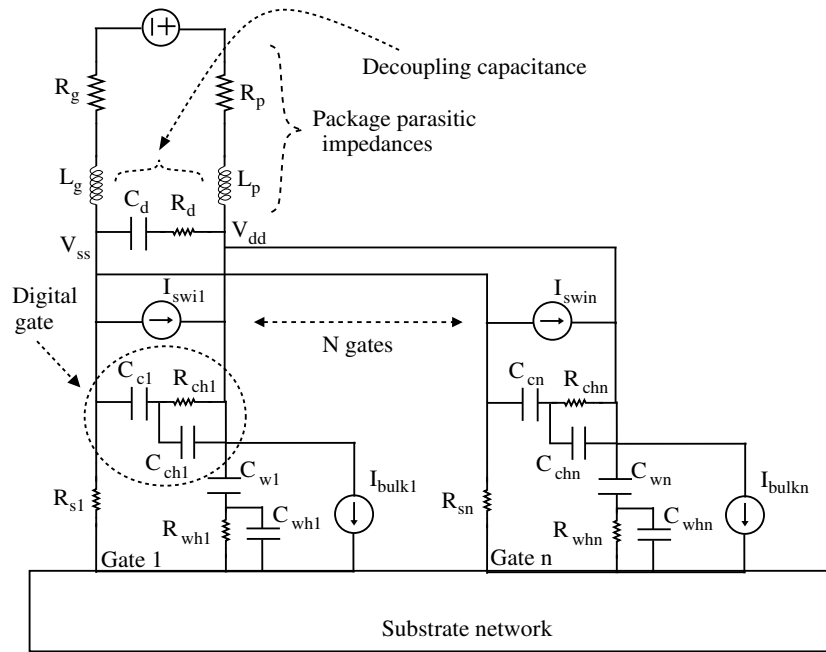 Decoupling capacitance
R_g
R_p
Package parasitic
impedances
L_g
C_d
R_d
L_p
V_ss
V_dd
Digital
gate
I_swi1
I_swin
N gates
C_c1
R_ch1
C_cn
R_chn
C_ch1
C_chn
C_w1
I_bulk1
C_wn
I_bulkn
R_s1
R_sn
R_wh1
C_wh1
R_whn
C_whn
Gate 1
Gate n
Substrate network